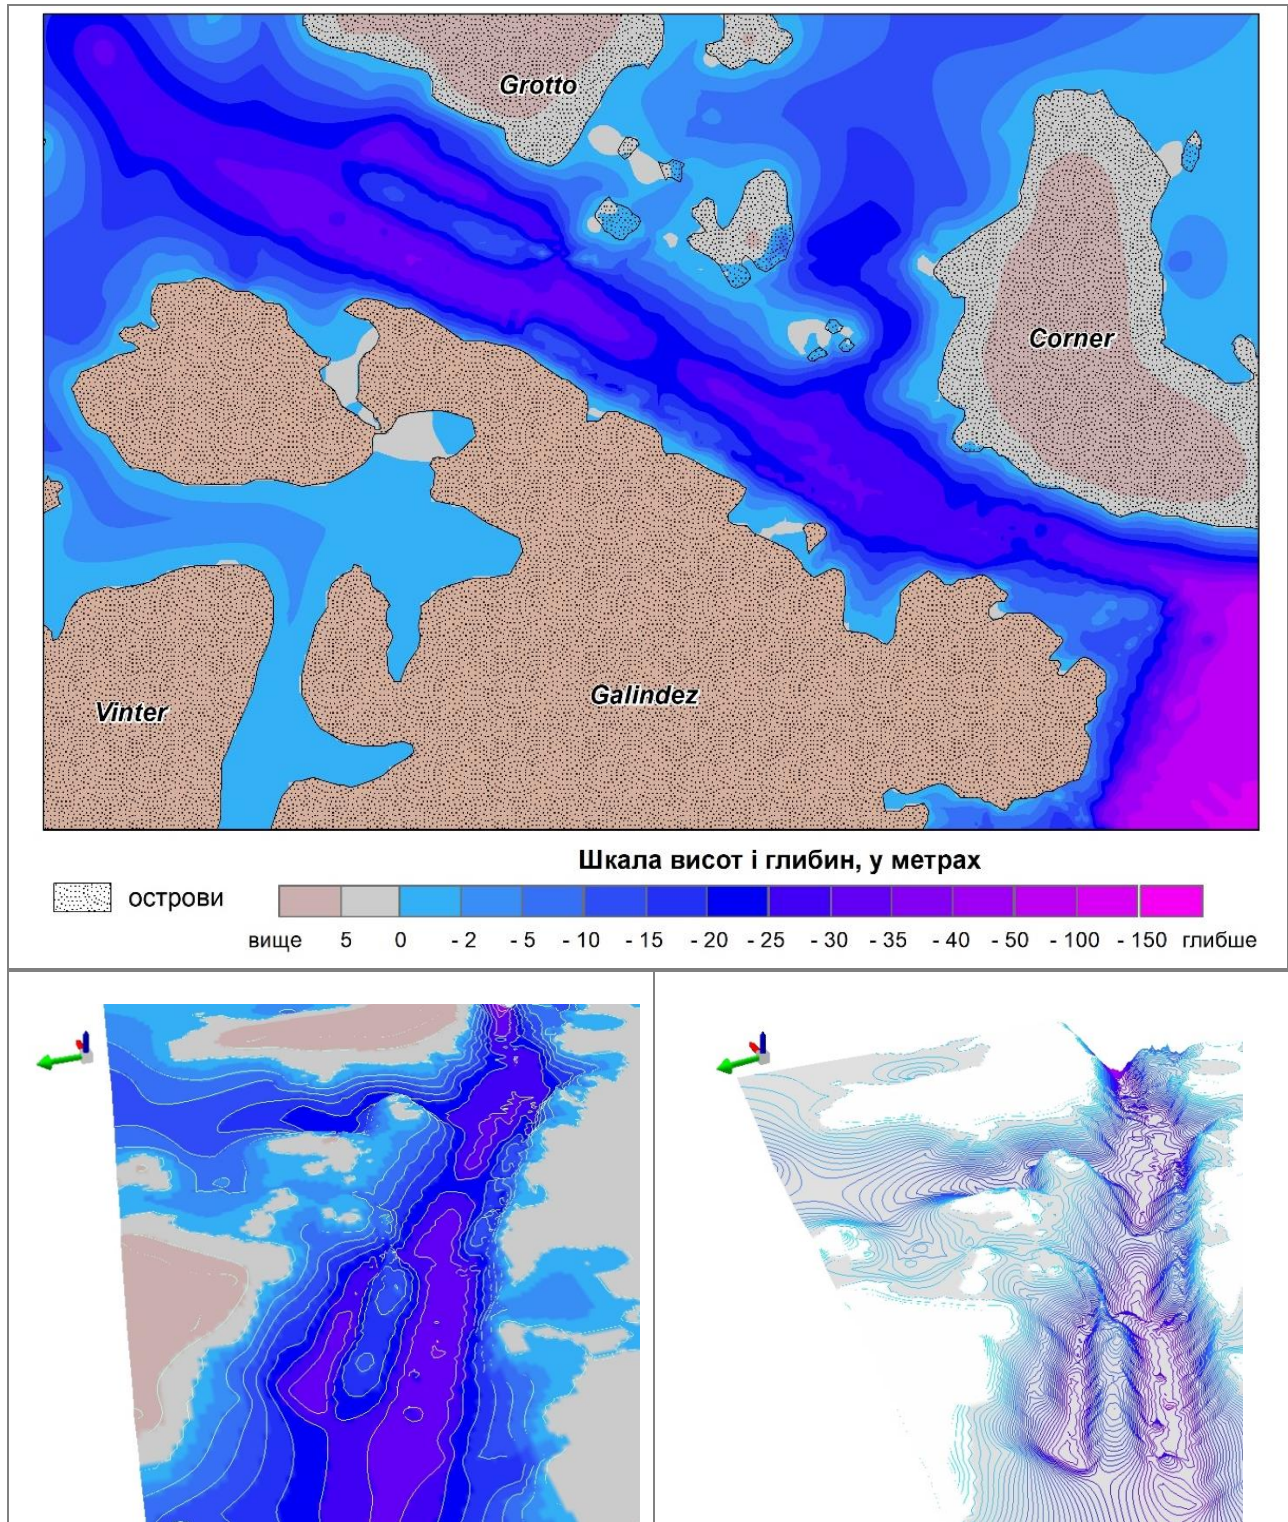 Grotto
Corner
Vinter
Galindez
Шкала висот і глибин, у метрах
острови
вище 5 0 - 2 - 5 - 10 - 15 - 20 - 25 - 30 - 35 - 40 - 50 - 100 - 150 глибше